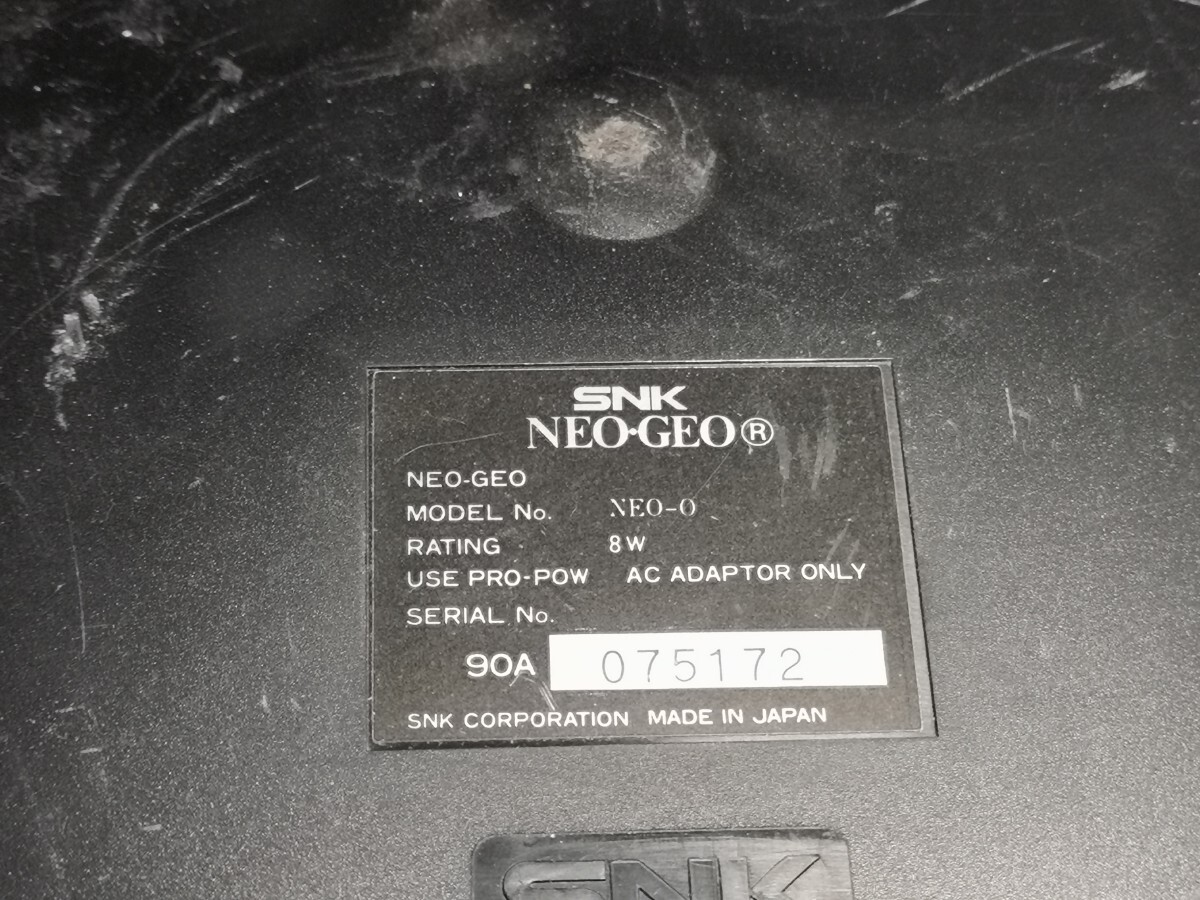 SNK
NEO·GEO®
NEO-GEO
MODEL No. NEO-0
RATING 8W
USE PRO-POW AC ADAPTOR ONLY
SERIAL No.
90A 075172
SNK CORPORATION MADE IN JAPAN
SNK